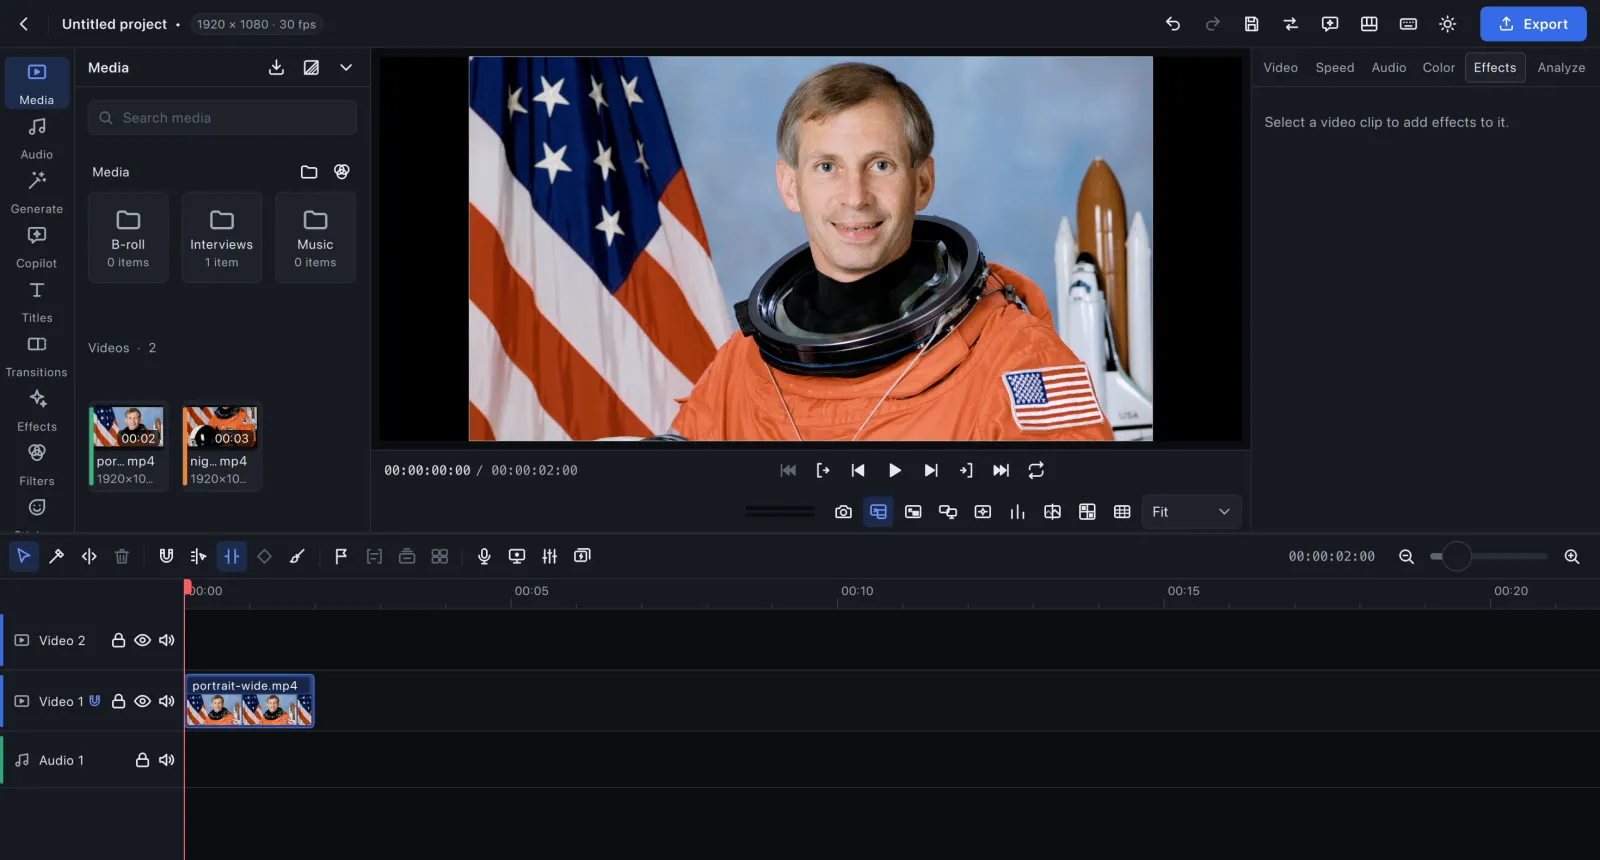 Untitled project •
1920 × 1080 · 30 fps
Export
Media
Audio
Generate
Copilot
Titles
Transitions
Effects
Filters
Media
Search media
Media
B-roll
0 items
Interviews
1 item
Music
0 items
Videos · 2
00:02
por... mp4
1920×10...
00:03
nig... mp4
1920×10...
USA
00:00:00:00 / 00:00:02:00
Fit
Video Speed Audio Color Effects Analyze
Select a video clip to add effects to it.
00:00:02:00
00:00 00:05 00:10 00:15 00:20
Video 2
Video 1
portrait-wide.mp4
Audio 1